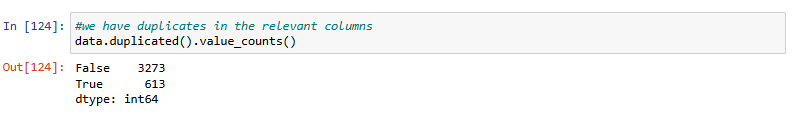 In [124]: #we have duplicates in the relevant columns
data.duplicated().value_counts()
Out[124]: False    3273
True      613
dtype: int64